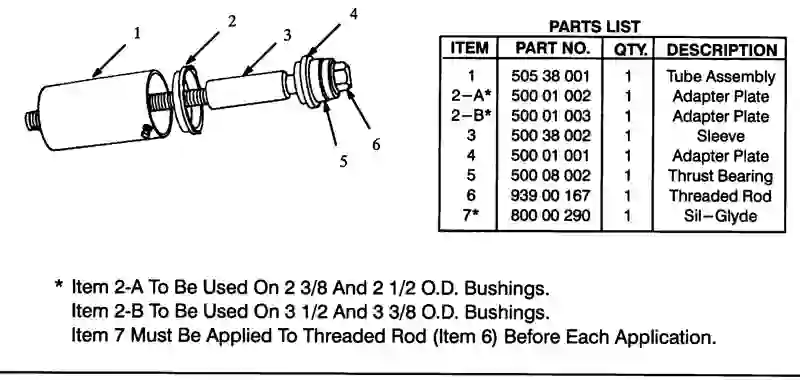 1
2
3
4
5
6
PARTS LIST
ITEM PART NO. QTY. DESCRIPTION
1 505 38 001 1 Tube Assembly
2-A* 500 01 002 1 Adapter Plate
2-B* 500 01 003 1 Adapter Plate
3 500 38 002 1 Sleeve
4 500 01 001 1 Adapter Plate
5 500 08 002 1 Thrust Bearing
6 939 00 167 1 Threaded Rod
7* 800 00 290 1 Sil-Glyde
* Item 2-A To Be Used On 2 3/8 And 2 1/2 O.D. Bushings.
Item 2-B To Be Used On 3 1/2 And 3 3/8 O.D. Bushings.
Item 7 Must Be Applied To Threaded Rod (Item 6) Before Each Application.